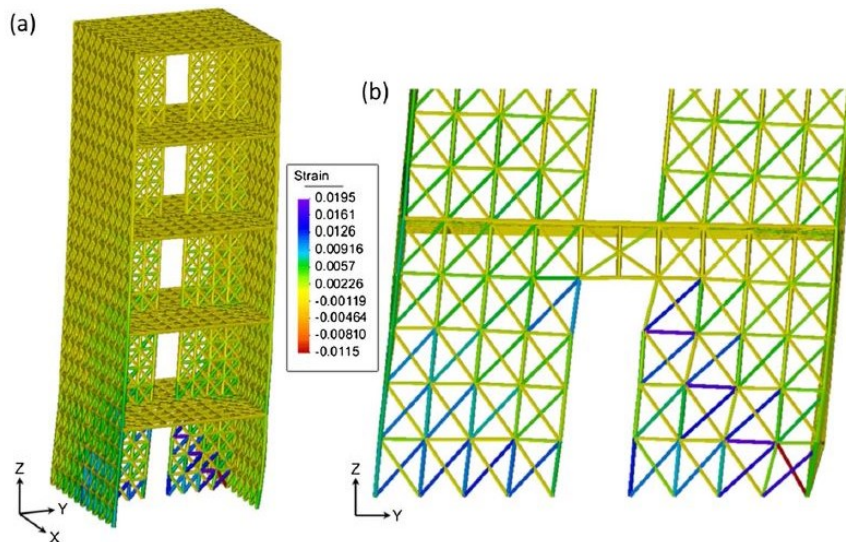 (a)
(b)
Strain
0.0195
0.0161
0.0126
0.00916
0.0057
0.00226
-0.00119
-0.00464
-0.00810
-0.0115
Z
Y
X
Z
Y